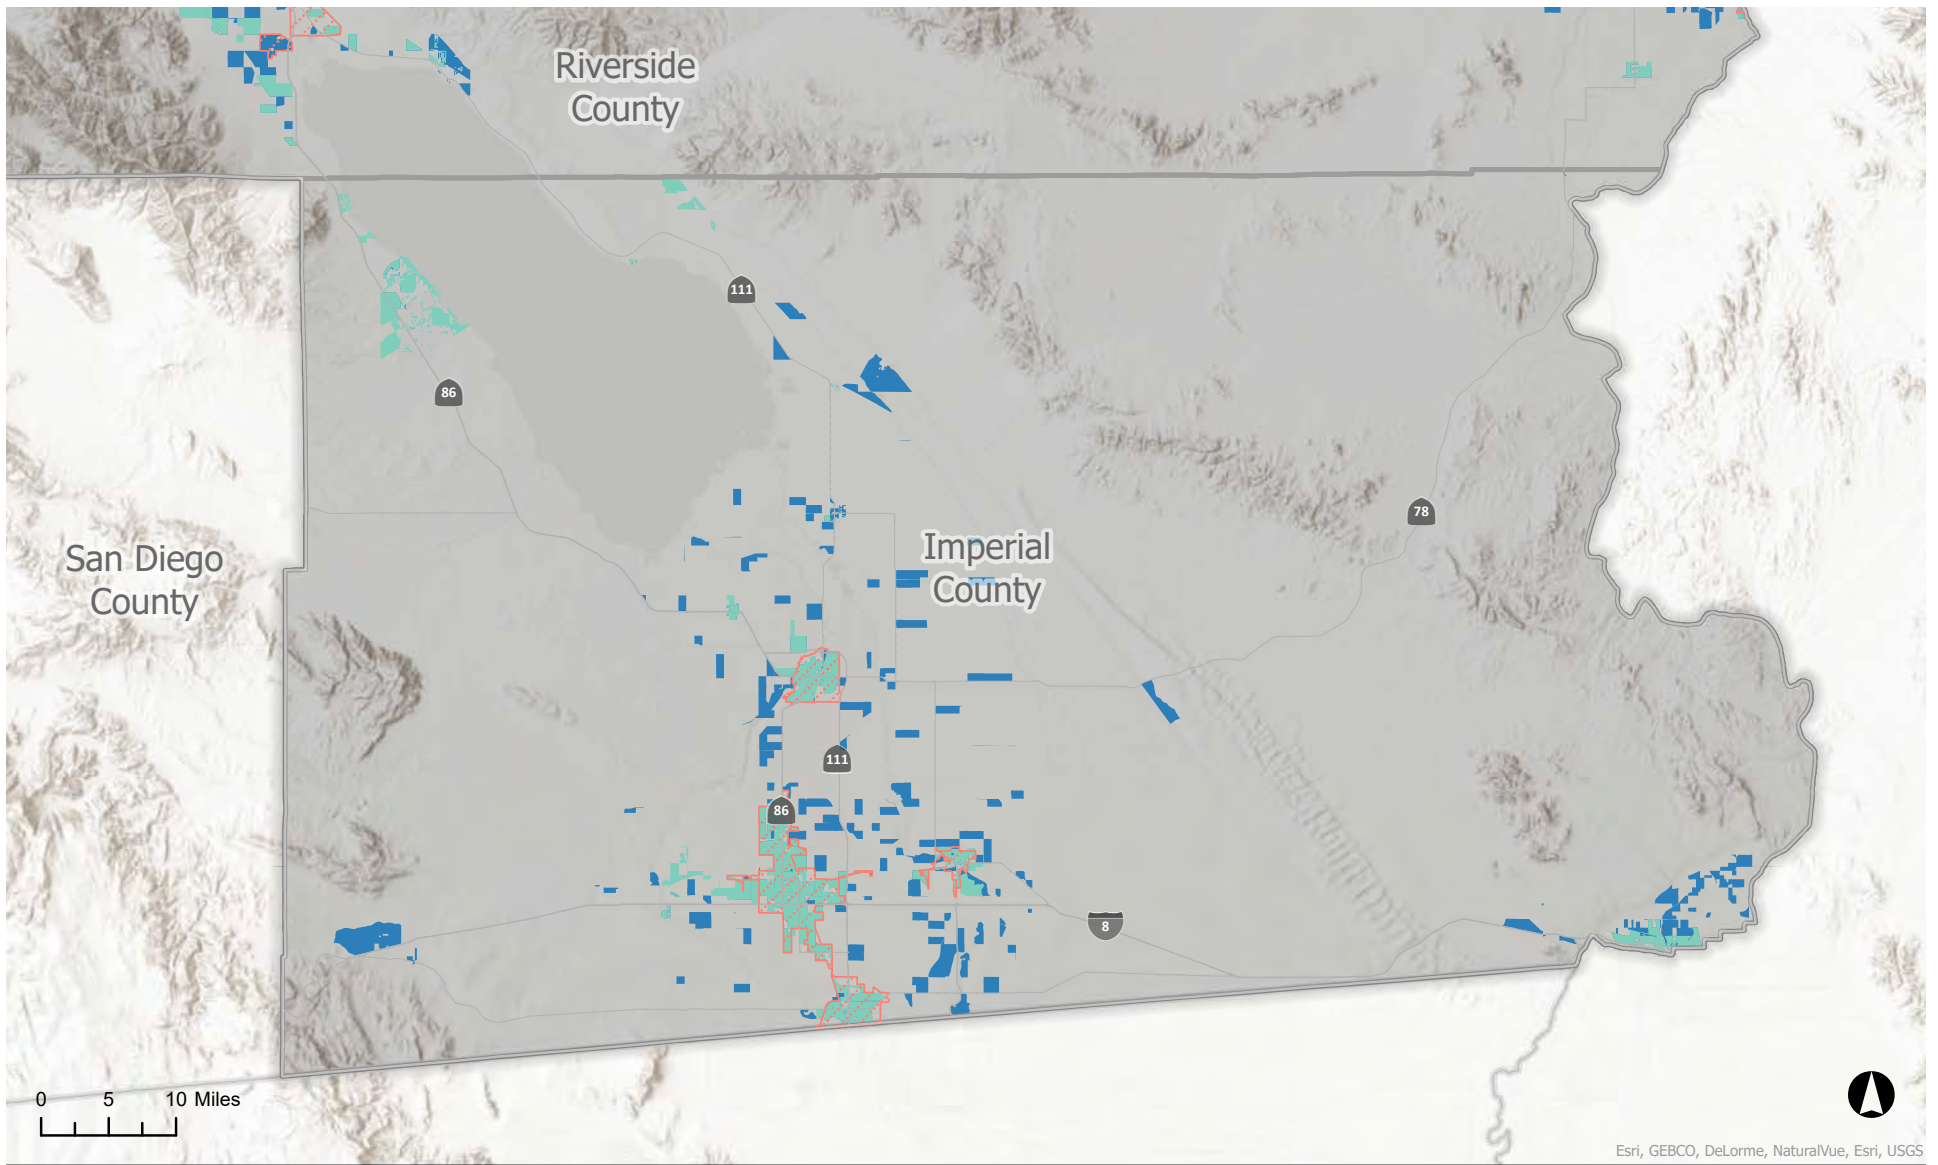 Riverside
County
111
86
78
San Diego
County
Imperial
County
111
86
8
0 5 10 Miles
Esri, GEBCO, DeLorme, NaturalVue, Esri, USGS